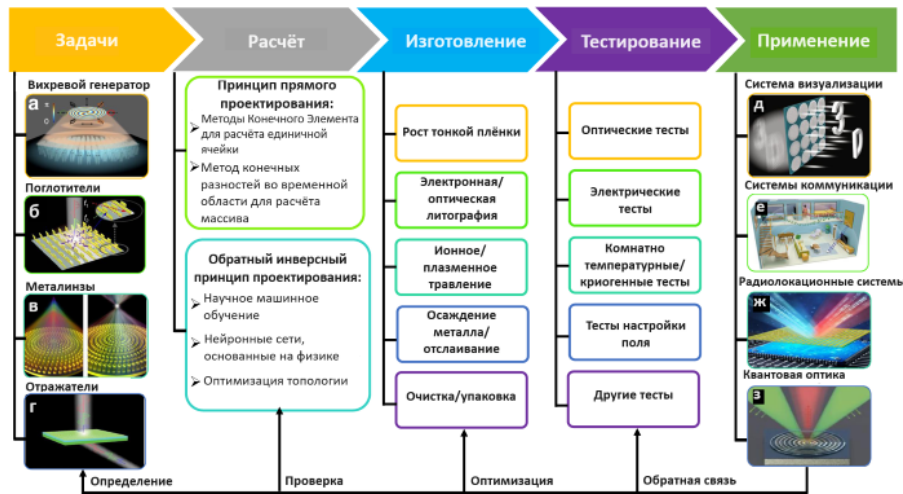 Задачи
Расчёт
Изготовление
Тестирование
Применение
Вихревой генератор
а
Поглотители
б
Металинзы
в
Отражатели
г
Принцип прямого
проектирования:
Методы Конечного Элемента
для расчёта единичной
ячейки
Метод конечных
разностей во временной
области для расчёта
массива
Обратный инверсный
принцип проектирования:
Научное машинное
обучение
Нейронные сети,
основанные на физике
Оптимизация топологии
Рост тонкой плёнки
Электронная/
оптическая
литография
Ионное/
плазменное
травление
Осаждение
металла/
отслаивание
Очистка/упаковка
Оптические тесты
Электрические
тесты
Комнатно
температурные/
криогенные тесты
Тесты настройки
поля
Другие тесты
Система визуализации
д
3D
Системы коммуникации
е
Радиолокационные системы
ж
Квантовая оптика
з
Определение
Проверка
Оптимизация
Обратная связь